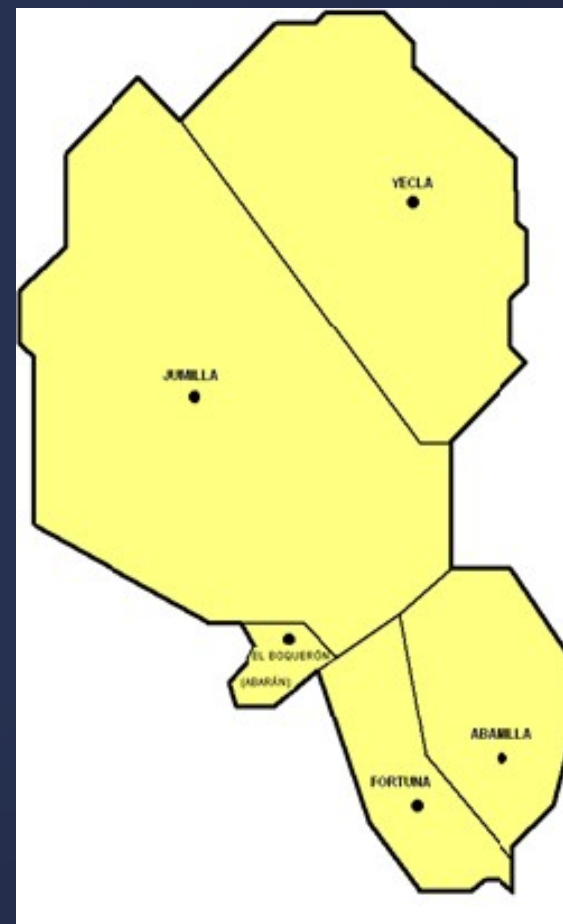 YECLA
JUMILLA
EL BOQUERÓN
(ABARÁN)
ABANILLA
FORTUNA